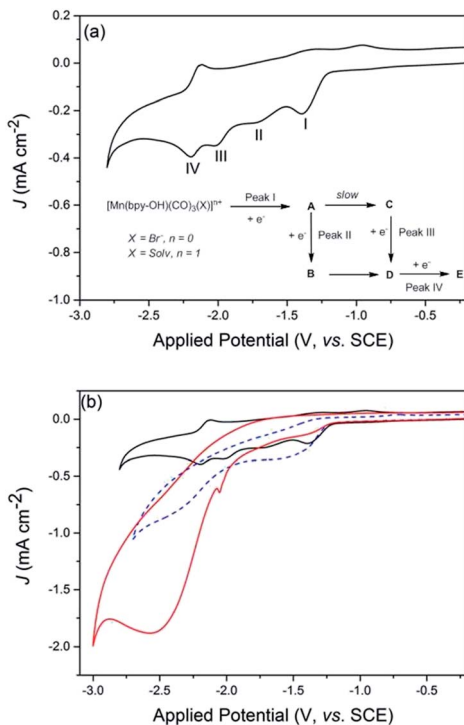 (a)
0.2
0.0
-0.2
-0.4
-0.6
-0.8
-1.0
J (mA cm⁻²)
IV III II I
[Mn(bpy-OH)(CO)₃(X)]ⁿ⁺ Peak I + e⁻ A slow C
X = Br⁻, n = 0
X = Solv, n = 1
+ e⁻ Peak II + e⁻ Peak III
B D + e⁻ Peak IV E
-2.5 -2.0 -1.5 -1.0 -0.5
Applied Potential (V, vs. SCE)
(b)
0.0
-0.5
-1.0
-1.5
-2.0
J (mA cm⁻²)
-3.0 -2.5 -2.0 -1.5 -1.0 -0.5
Applied Potential (V, vs. SCE)